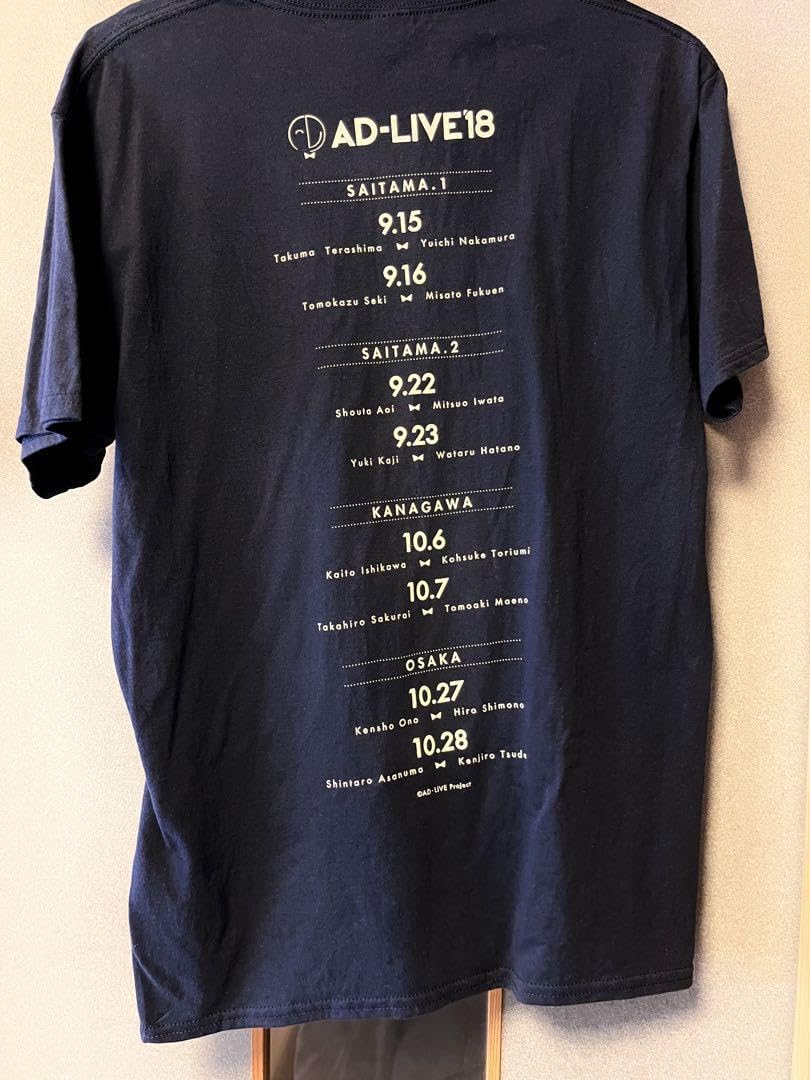 AD-LIVE'18
SAITAMA.1
9.15
Takuma Terashima Yuichi Nakamura
9.16
Tomokazu Seki Misato Fukuen
SAITAMA.2
9.22
Shouta Aoi Mitsuo Iwata
9.23
Yuki Kaji Wataru Hatano
KANAGAWA
10.6
Kaito Ishikawa Kohsuke Toriumi
10.7
Takahiro Sakurai Tomoaki Maeno
OSAKA
10.27
Kensho Ono Hiro Shimono
10.28
Shintaro Asanuma Kenjiro Tsuda
©AD-LIVE Project